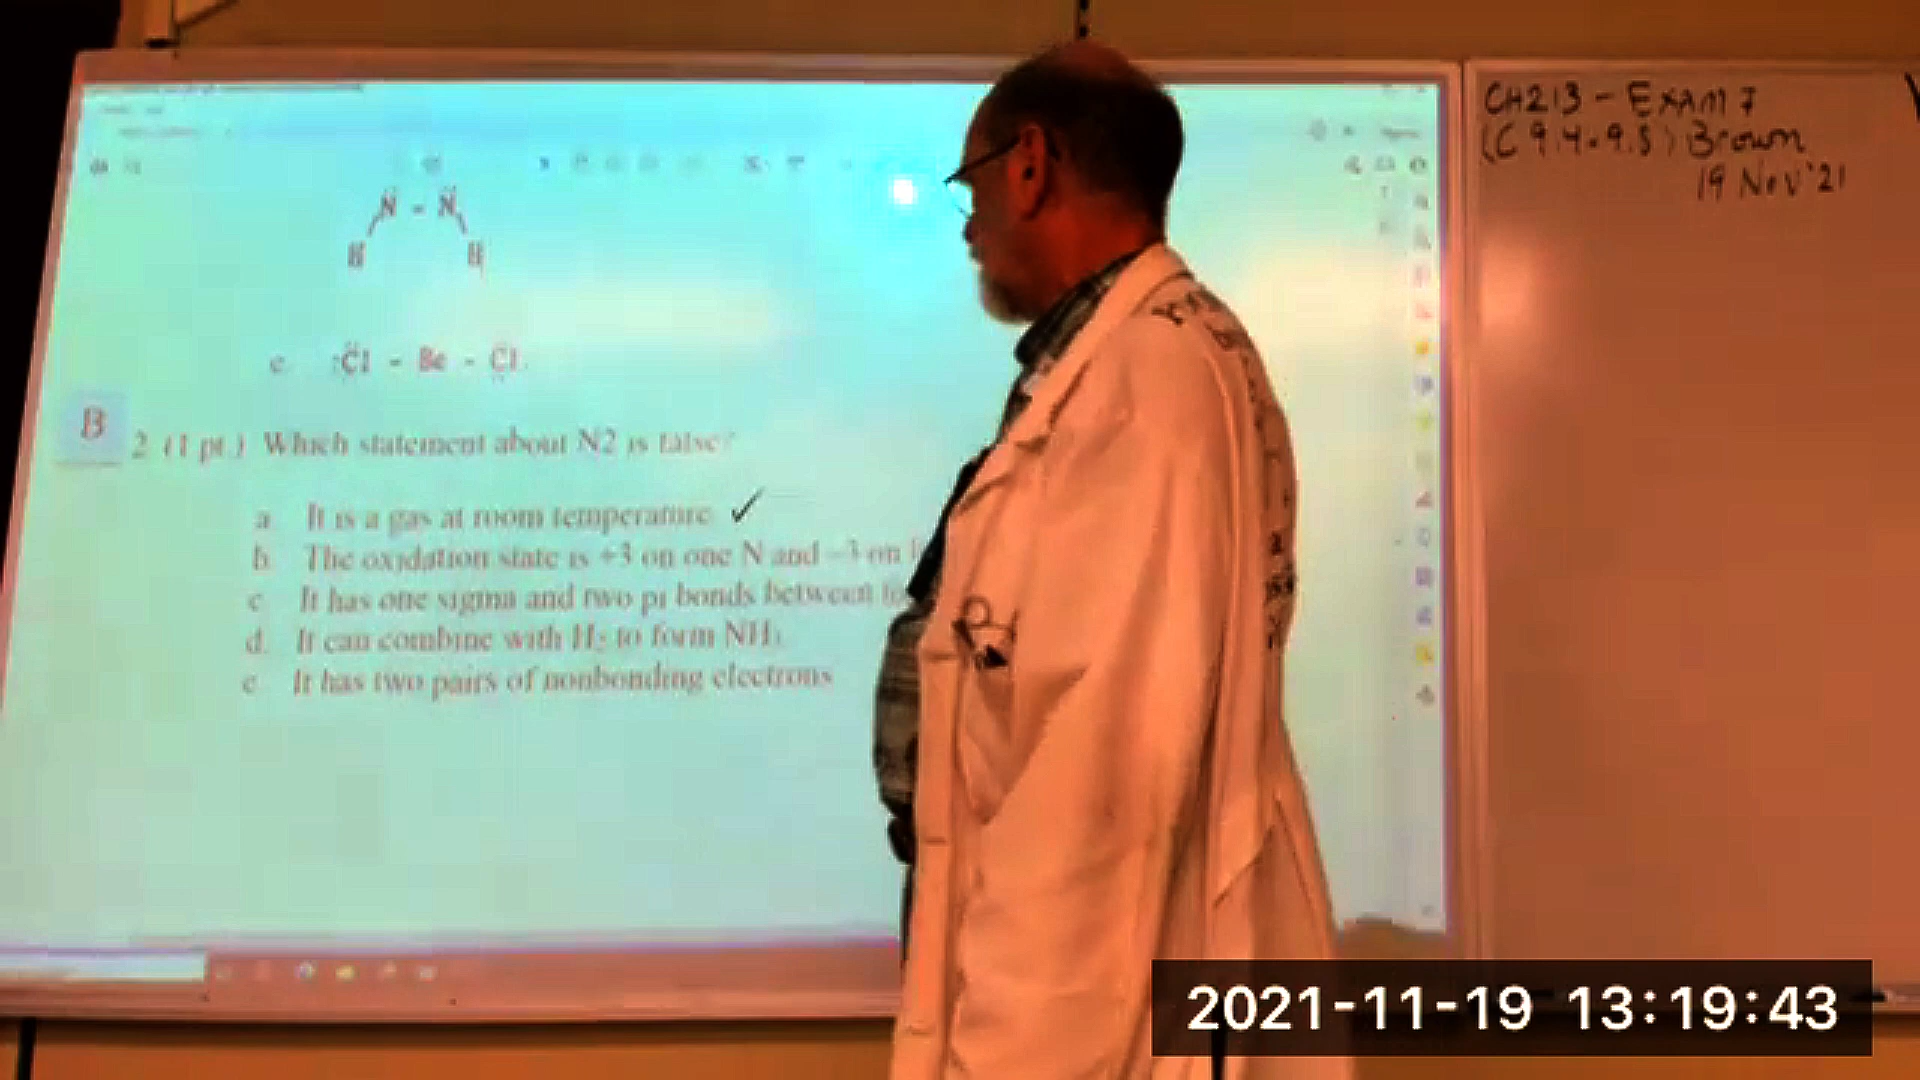 N - N
H H
:Cl - Be - Cl
B
2 (1 pt.) Which statement about N2 is false?
a It is a gas at room temperature ✓
b. The oxidation state is +3 on one N and -3 on
c It has one sigma and two pi bonds between
d. It can combine with H2 to form NH3
e It has two pairs of nonbonding electrons
CH213 - EXAM 7
(C 9.4-9.5) Brown
19 Nov '21
2021-11-19 13:19:43